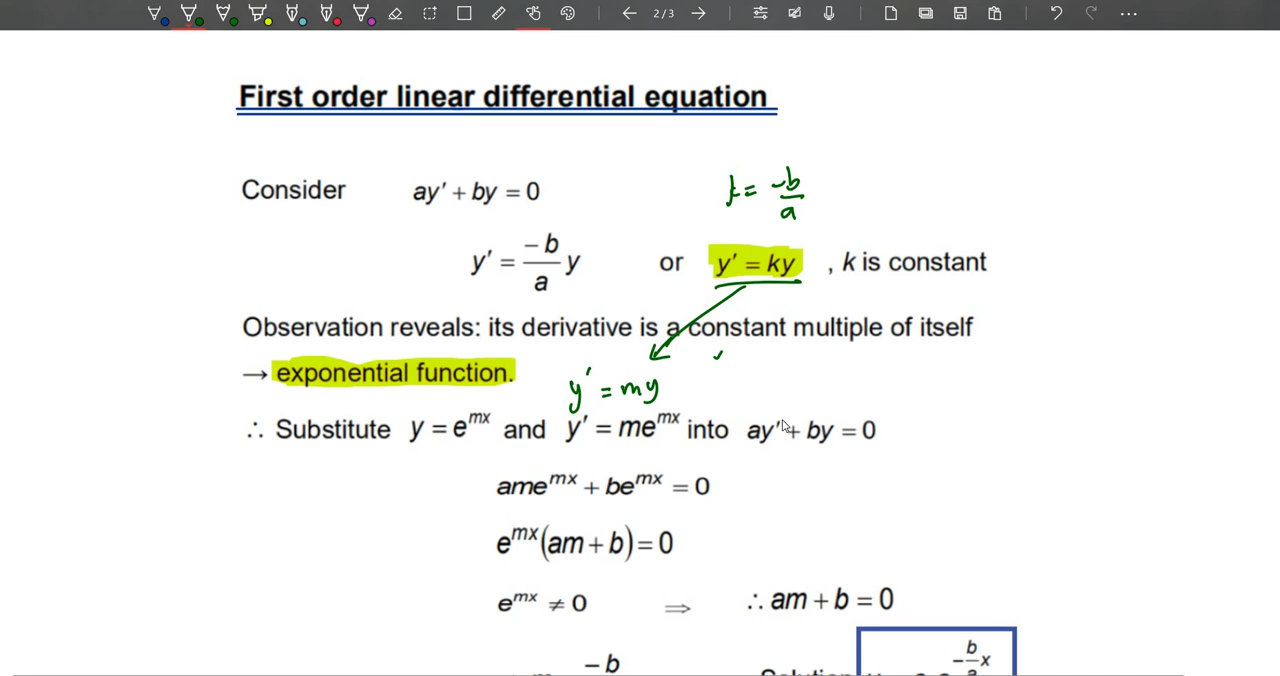 2/3
First order linear differential equation
Consider ay' + by = 0
k = -b/a
y' = -b/a y or y' = ky , k is constant
Observation reveals: its derivative is a constant multiple of itself
→ exponential function.
y' = my
∴ Substitute y = e^mx and y' = me^mx into ay' + by = 0
ame^mx + be^mx = 0
e^mx(am + b) = 0
e^mx ≠ 0 ⇒ ∴ am + b = 0
-b
-b/a x